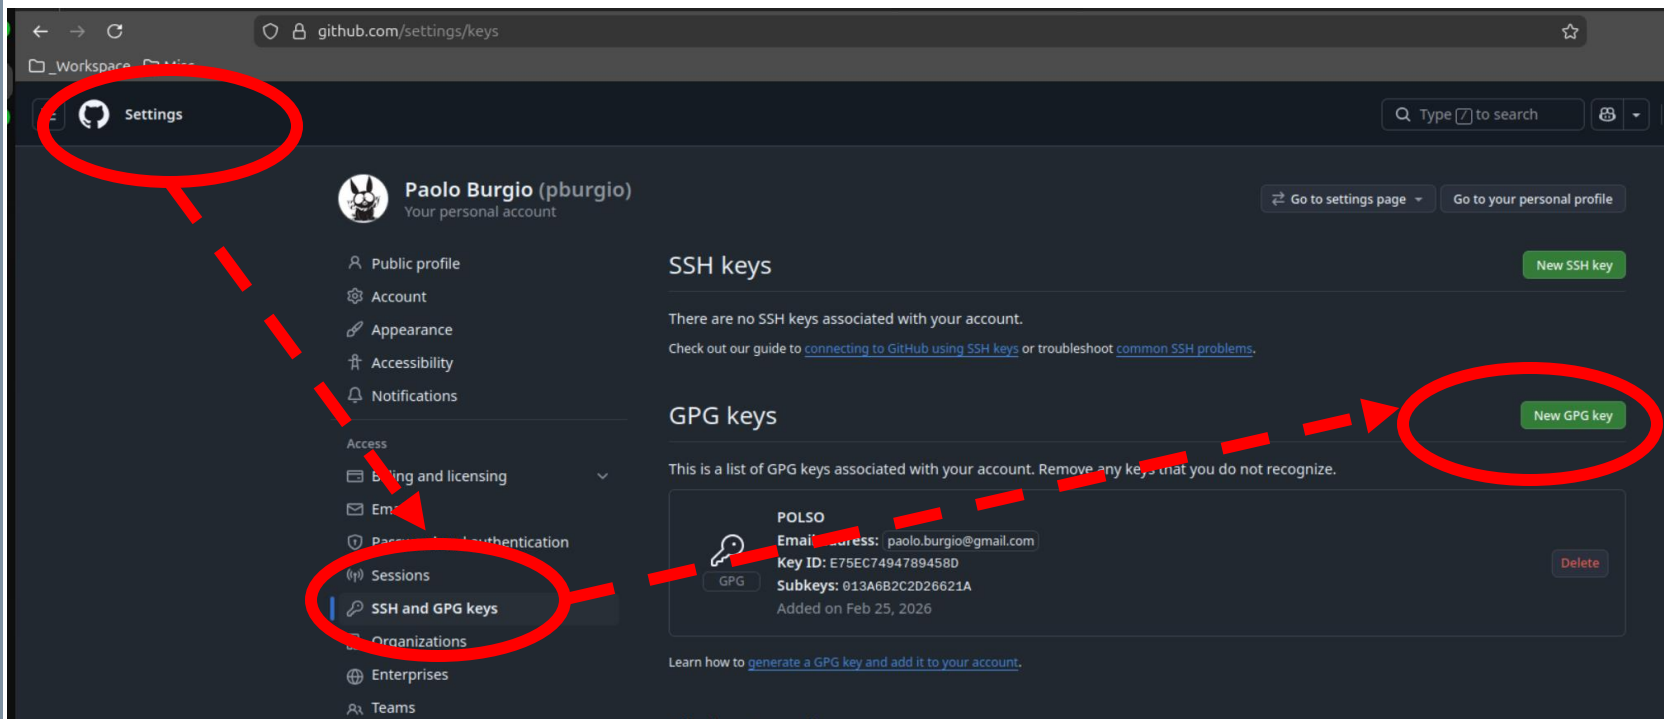 github.com/settings/keys
_Workspace
Settings
Type / to search
Paolo Burgio (pburgio)
Your personal account
Go to settings page
Go to your personal profile
Public profile
Account
Appearance
Accessibility
Notifications
Access
Billing and licensing
Sessions
SSH and GPG keys
Organizations
Enterprises
Teams
SSH keys
New SSH key
There are no SSH keys associated with your account.
Check out our guide to connecting to GitHub using SSH keys or troubleshoot common SSH problems.
GPG keys
New GPG key
This is a list of GPG keys associated with your account. Remove any keys that you do not recognize.
GPG
POLSO
Email address: paolo.burgio@gmail.com
Key ID: E75EC7494789458D
Subkeys: 013A6B2C2D26621A
Added on Feb 25, 2026
Delete
Learn how to generate a GPG key and add it to your account.